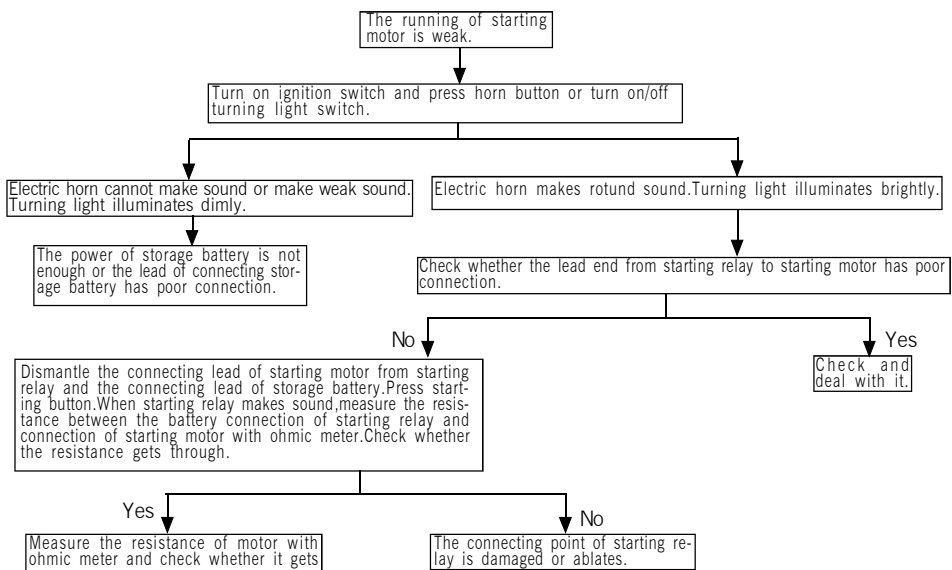 The running of starting
motor is weak.
Turn on ignition switch and press horn button or turn on/off
turning light switch.
Electric horn cannot make sound or make weak sound.
Turning light illuminates dimly.
Electric horn makes rotund sound.Turning light illuminates brightly.
The power of storage battery is not
enough or the lead of connecting stor-
age battery has poor connection.
Check whether the lead end from starting relay to starting motor has poor
connection.
No
Yes
Dismantle the connecting lead of starting motor from starting
relay and the connecting lead of storage battery.Press start-
ing button.When starting relay makes sound,measure the resis-
tance between the battery connection of starting relay and
connection of starting motor with ohmic meter.Check whether
the resistance gets through.
Check and
deal with it.
Yes
No
Measure the resistance of motor with
ohmic meter and check whether it gets
The connecting point of starting re-
lay is damaged or ablates.